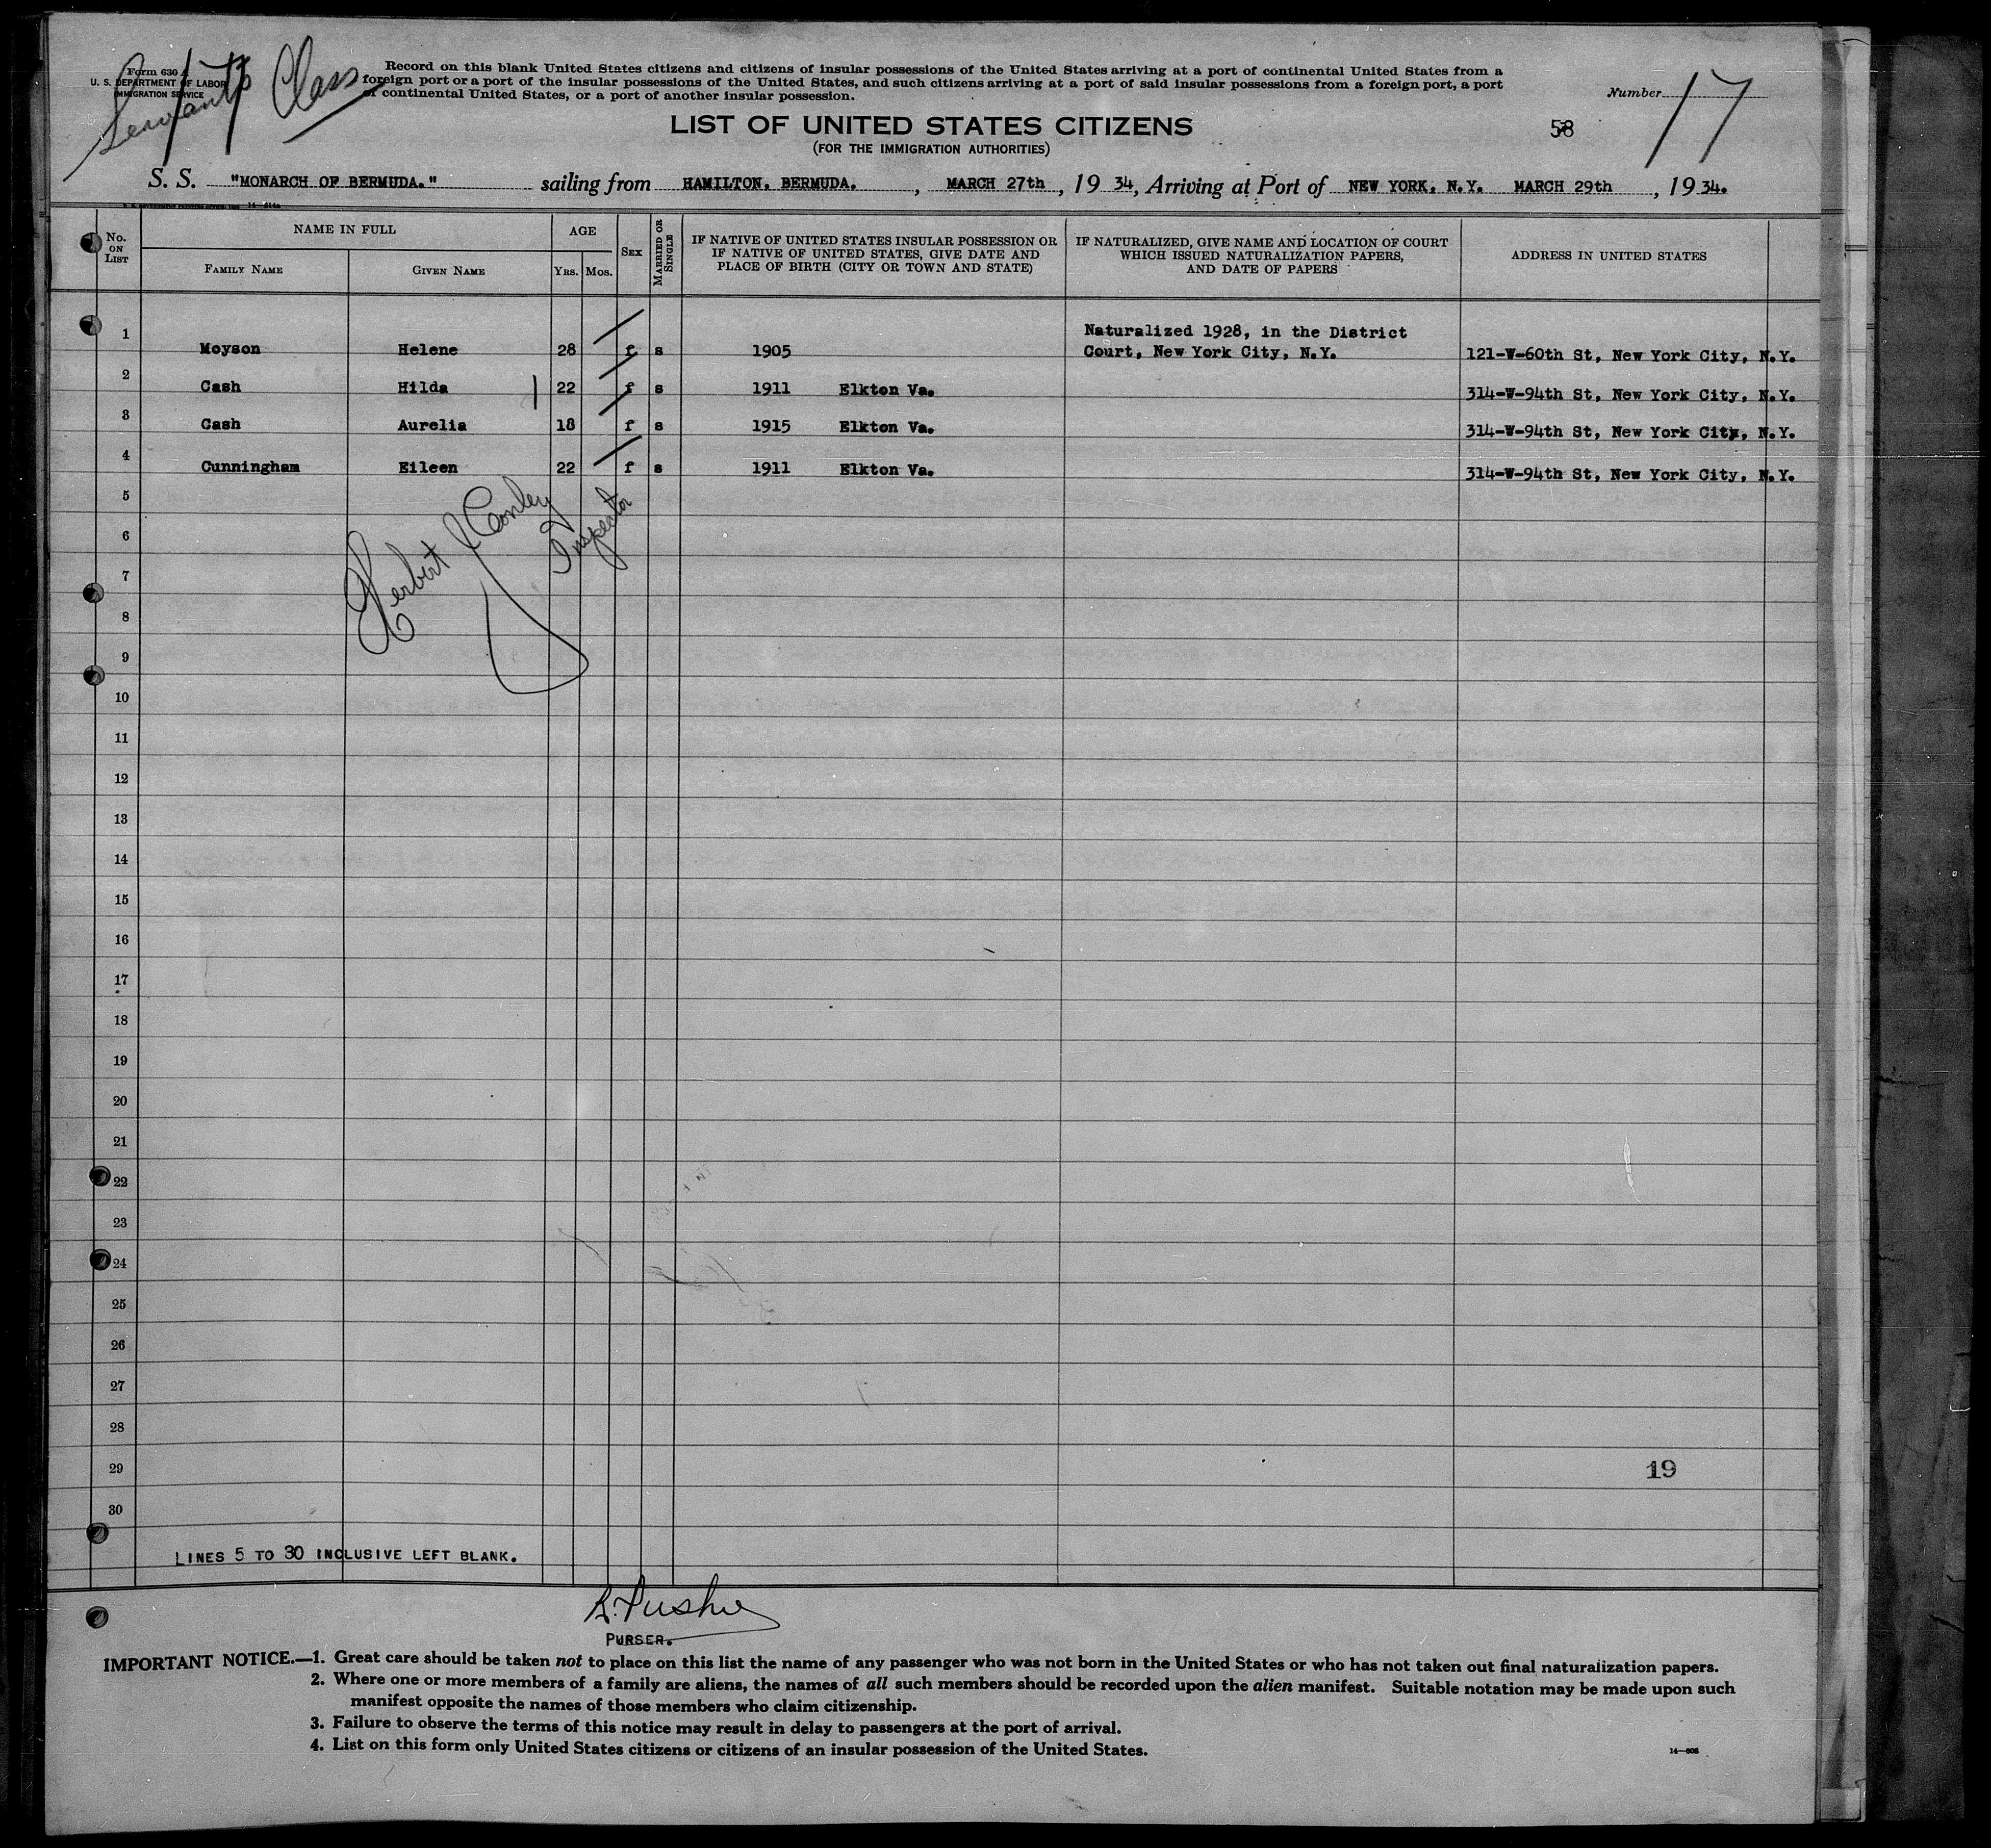 Servants Class
Form 630 A
U. S. DEPARTMENT OF LABOR
IMMIGRATION SERVICE
Record on this blank United States citizens and citizens of insular possessions of the United States arriving at a port of continental United States from a
foreign port or a port of the insular possessions of the United States, and such citizens arriving at a port of said insular possessions from a foreign port, a port
of continental United States, or a port of another insular possession.
Number 17
LIST OF UNITED STATES CITIZENS
58
(FOR THE IMMIGRATION AUTHORITIES)
S. S. "MONARCH OF BERMUDA." sailing from HAMILTON, BERMUDA. , MARCH 27th , 19 34, Arriving at Port of NEW YORK, N.Y. MARCH 29th , 19 34.
No. ON LIST
NAME IN FULL
FAMILY NAME GIVEN NAME
AGE
YRS. MOS.
SEX
MARRIED OR SINGLE
IF NATIVE OF UNITED STATES INSULAR POSSESSION OR
IF NATIVE OF UNITED STATES, GIVE DATE AND
PLACE OF BIRTH (CITY OR TOWN AND STATE)
IF NATURALIZED, GIVE NAME AND LOCATION OF COURT
WHICH ISSUED NATURALIZATION PAPERS,
AND DATE OF PAPERS
ADDRESS IN UNITED STATES
1 Moyson Helene 28 f s 1905 Naturalized 1928, in the District
Court, New York City, N.Y. 121-W-60th St, New York City, N.Y.
2 Cash Hilda 22 f s 1911 Elkton Va. 314-W-94th St, New York City, N.Y.
3 Cash Aurelia 18 f s 1915 Elkton Va. 314-W-94th St, New York City, N.Y.
4 Cunningham Eileen 22 f s 1911 Elkton Va. 314-W-94th St, New York City, N.Y.
5
Herbert J Conley
Inspector
6
7
8
9
10
11
12
13
14
15
16
17
18
19
20
21
22
23
24
25
26
27
28
29 19
30
LINES 5 TO 30 INCLUSIVE LEFT BLANK.
PURSER.
IMPORTANT NOTICE.—1. Great care should be taken not to place on this list the name of any passenger who was not born in the United States or who has not taken out final naturalization papers.
2. Where one or more members of a family are aliens, the names of all such members should be recorded upon the alien manifest. Suitable notation may be made upon such
manifest opposite the names of those members who claim citizenship.
3. Failure to observe the terms of this notice may result in delay to passengers at the port of arrival.
4. List on this form only United States citizens or citizens of an insular possession of the United States.